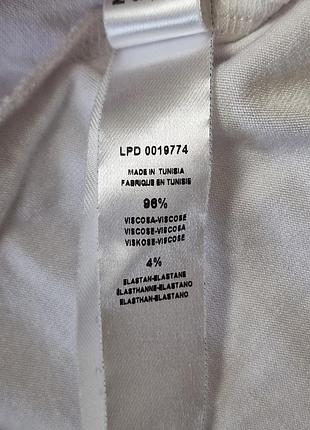 LPD 0019774
MADE IN TUNISIA
FABRIQUE EN TUNISIE
96%
VISCOSA-VISCOSE
VISCOSE-VISCOSA
VISKOSE-VISCOSE
4%
ELASTAN-ELASTANE
ÉLASTHANNE-ELASTANO
ELASTHAN-ELASTANO